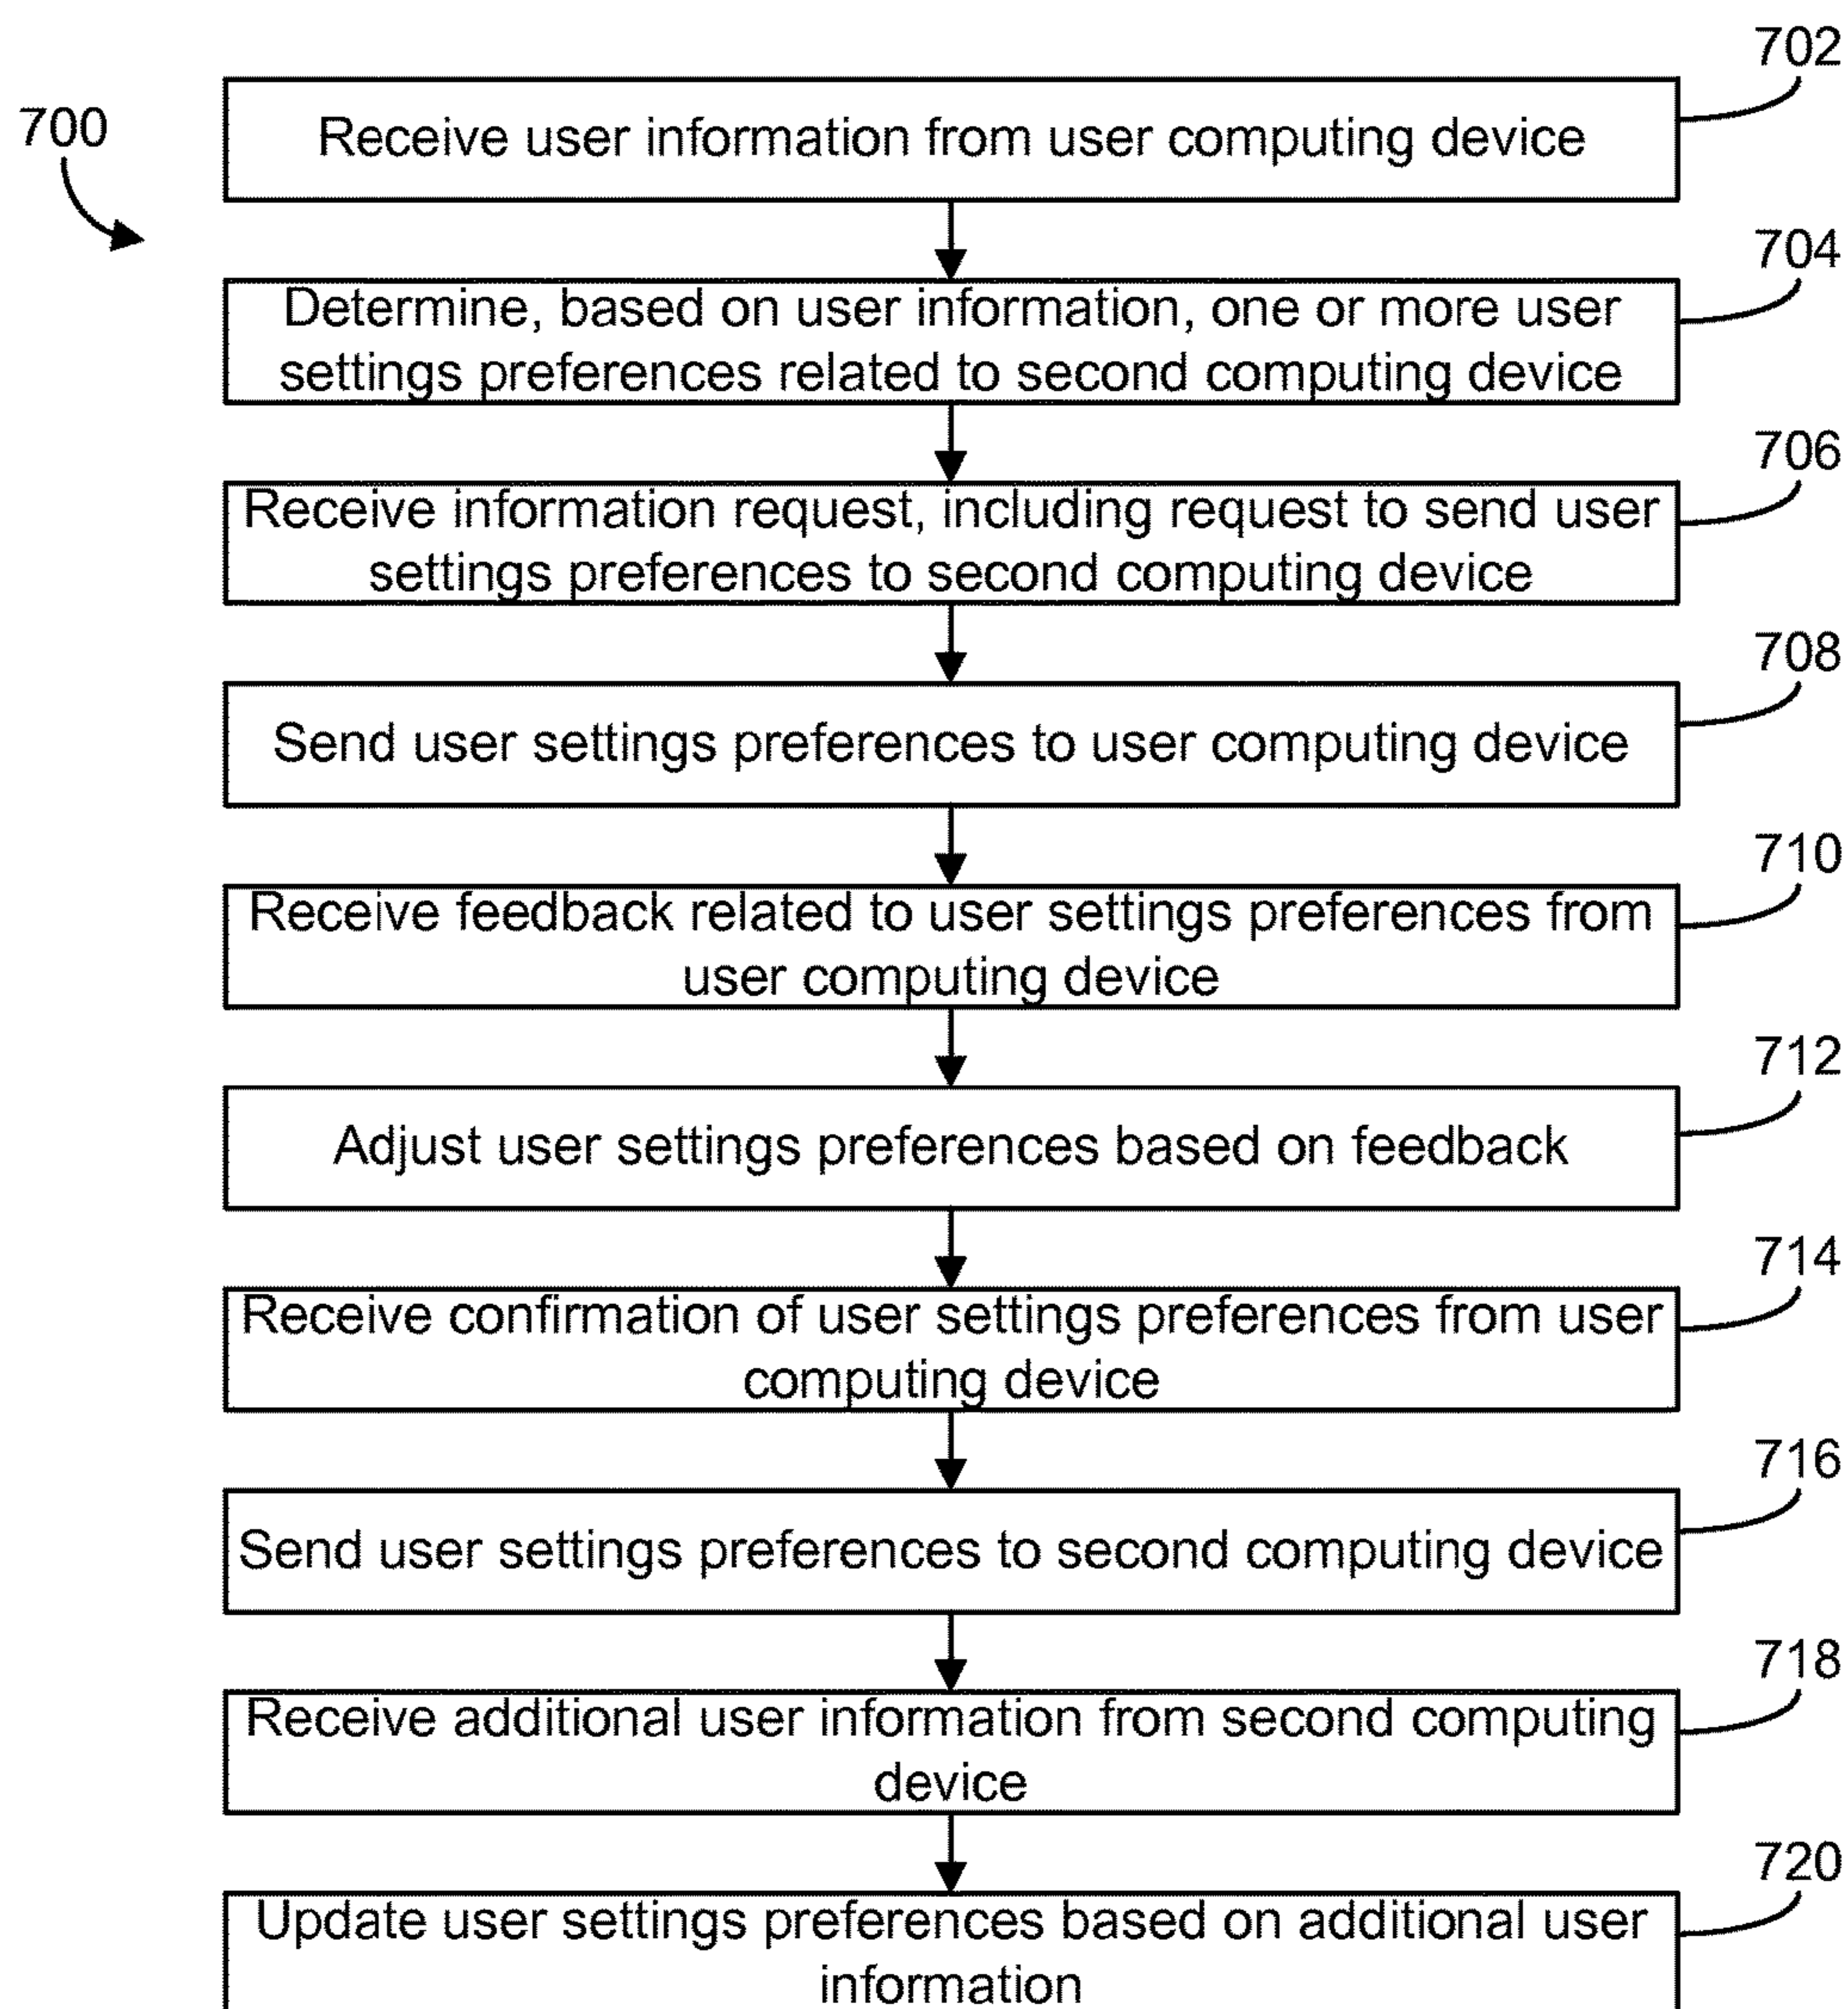 702
700
Receive user information from user computing device
704
Determine, based on user information, one or more user
settings preferences related to second computing device
706
Receive information request, including request to send user
settings preferences to second computing device
708
Send user settings preferences to user computing device
710
Receive feedback related to user settings preferences from
user computing device
712
Adjust user settings preferences based on feedback
714
Receive confirmation of user settings preferences from user
computing device
716
Send user settings preferences to second computing device
718
Receive additional user information from second computing
device
720
Update user settings preferences based on additional user
information